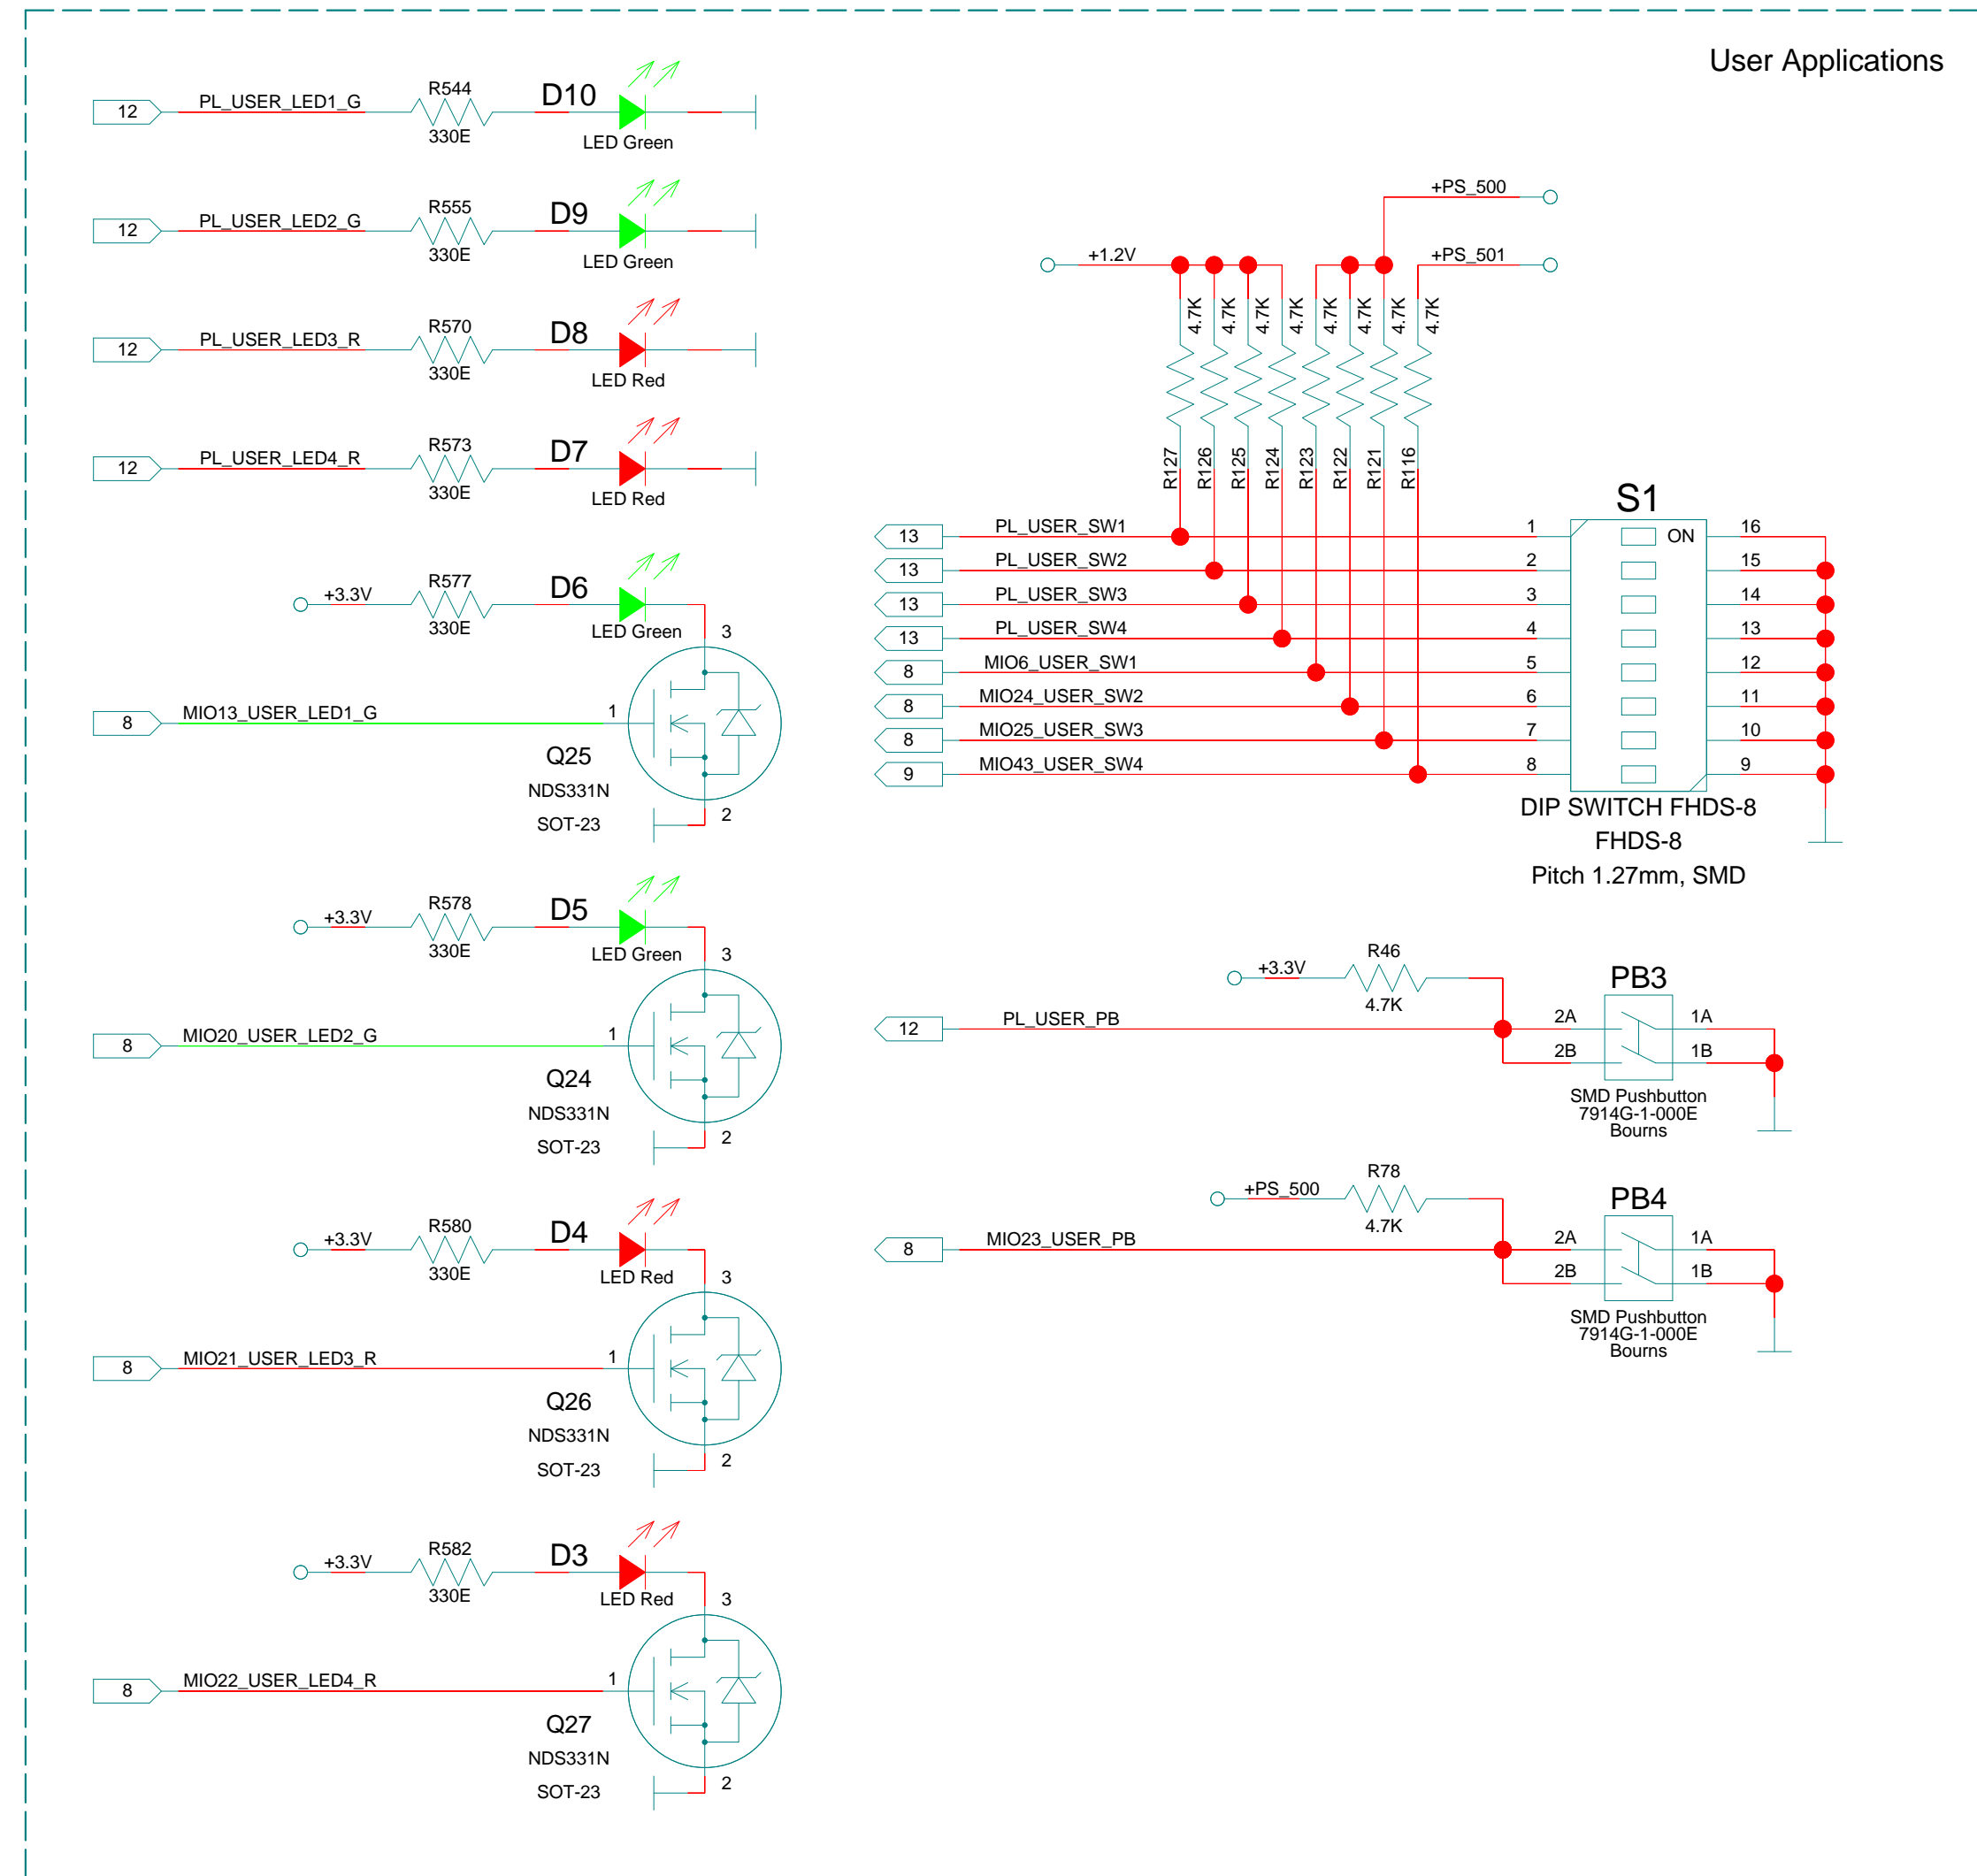 User Applications
12 PL_USER_LED1_G R544 330E D10 LED Green
12 PL_USER_LED2_G R555 330E D9 LED Green
12 PL_USER_LED3_R R570 330E D8 LED Red
12 PL_USER_LED4_R R573 330E D7 LED Red
+3.3V R577 330E D6 LED Green
8 MIO13_USER_LED1_G 1 3 2
Q25
NDS331N
SOT-23
+3.3V R578 330E D5 LED Green
8 MIO20_USER_LED2_G 1 3 2
Q24
NDS331N
SOT-23
+3.3V R580 330E D4 LED Red
8 MIO21_USER_LED3_R 1 3 2
Q26
NDS331N
SOT-23
+3.3V R582 330E D3 LED Red
8 MIO22_USER_LED4_R 1 3 2
Q27
NDS331N
SOT-23
+PS_500
+1.2V +PS_501
4.7K 4.7K 4.7K 4.7K 4.7K 4.7K 4.7K 4.7K
R127 R126 R125 R124 R123 R122 R121 R116
S1
ON
13 PL_USER_SW1 1 16
13 PL_USER_SW2 2 15
13 PL_USER_SW3 3 14
13 PL_USER_SW4 4 13
8 MIO6_USER_SW1 5 12
8 MIO24_USER_SW2 6 11
8 MIO25_USER_SW3 7 10
9 MIO43_USER_SW4 8 9
DIP SWITCH FHDS-8
FHDS-8
Pitch 1.27mm, SMD
+3.3V R46 4.7K PB3
12 PL_USER_PB 2A 1A
2B 1B
SMD Pushbutton
7914G-1-000E
Bourns
+PS_500 R78 4.7K PB4
8 MIO23_USER_PB 2A 1A
2B 1B
SMD Pushbutton
7914G-1-000E
Bourns